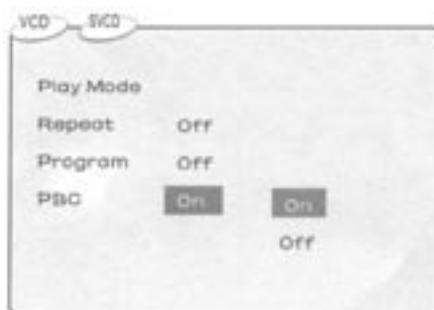 VCD SVCD
Play Mode
Repeat Off
Program Off
PBC On On
Off